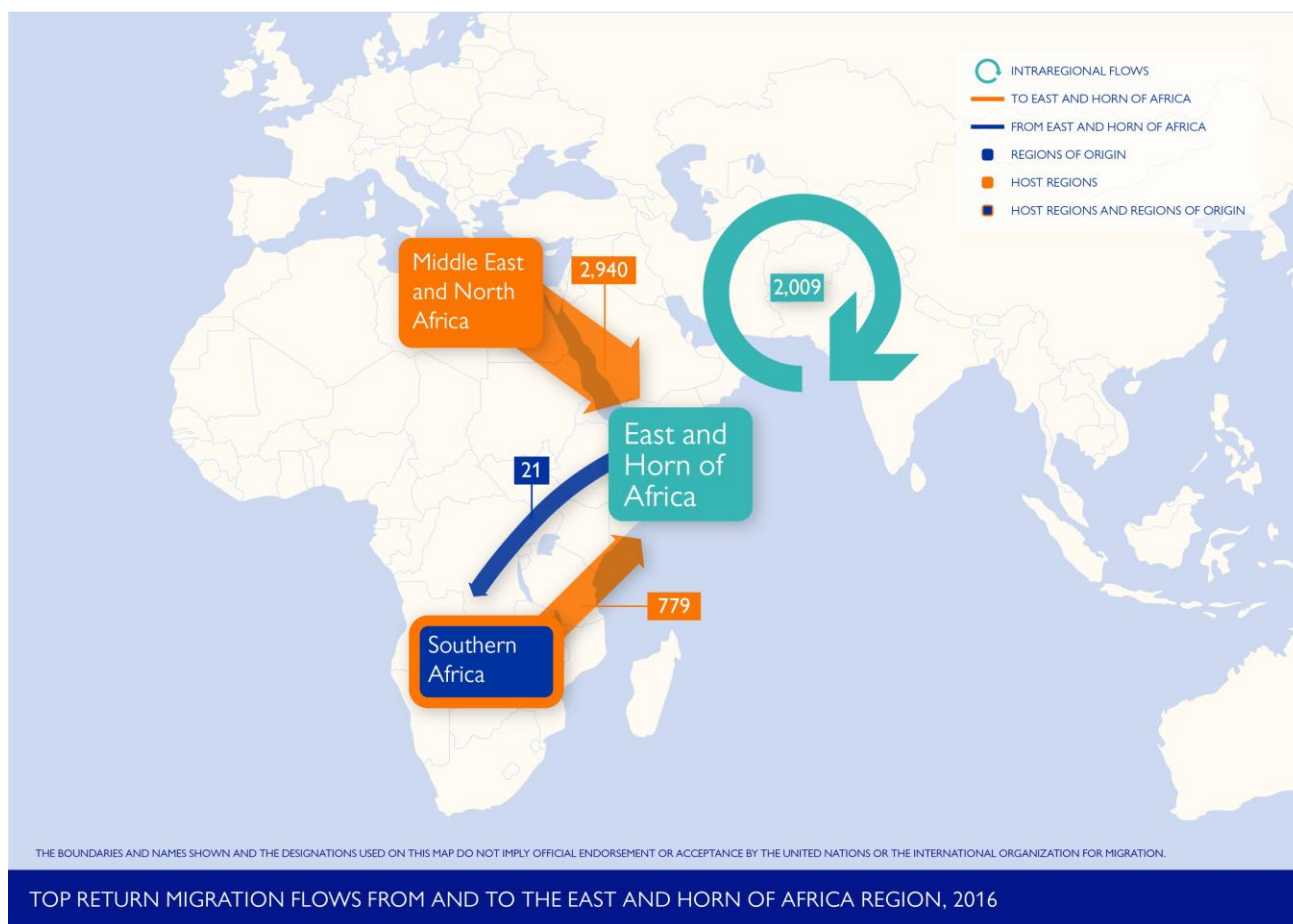 INTRAREGIONAL FLOWS
TO EAST AND HORN OF AFRICA
FROM EAST AND HORN OF AFRICA
REGIONS OF ORIGIN
HOST REGIONS
HOST REGIONS AND REGIONS OF ORIGIN
Middle East
and North
Africa
2,940
2,009
East and
Horn of
Africa
21
779
Southern
Africa
THE BOUNDARIES AND NAMES SHOWN AND THE DESIGNATIONS USED ON THIS MAP DO NOT IMPLY OFFICIAL ENDORSEMENT OR ACCEPTANCE BY THE UNITED NATIONS OR THE INTERNATIONAL ORGANIZATION FOR MIGRATION.
TOP RETURN MIGRATION FLOWS FROM AND TO THE EAST AND HORN OF AFRICA REGION, 2016